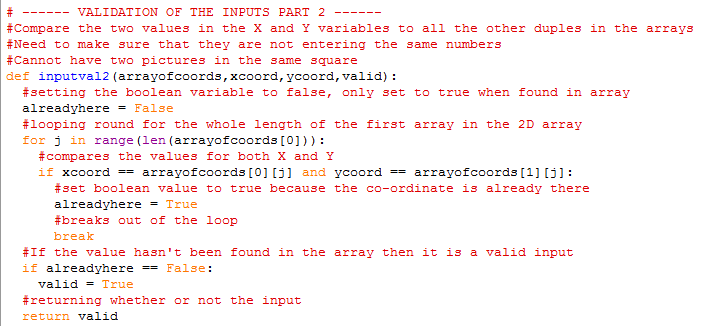 # ------ VALIDATION OF THE INPUTS PART 2 ------
#Compare the two values in the X and Y variables to all the other duples in the arrays
#Need to make sure that they are not entering the same numbers
#Cannot have two pictures in the same square
def inputval2(arrayofcoords,xcoord,ycoord,valid):
  #setting the boolean variable to false, only set to true when found in array
  alreadyhere = False
  #looping round for the whole length of the first array in the 2D array
  for j in range(len(arrayofcoords[0])):
    #compares the values for both X and Y
    if xcoord == arrayofcoords[0][j] and ycoord == arrayofcoords[1][j]:
      #set boolean value to true because the co-ordinate is already there
      alreadyhere = True
      #breaks out of the loop
      break
  #If the value hasn't been found in the array then it is a valid input
  if alreadyhere == False:
    valid = True
  #returning whether or not the input
  return valid